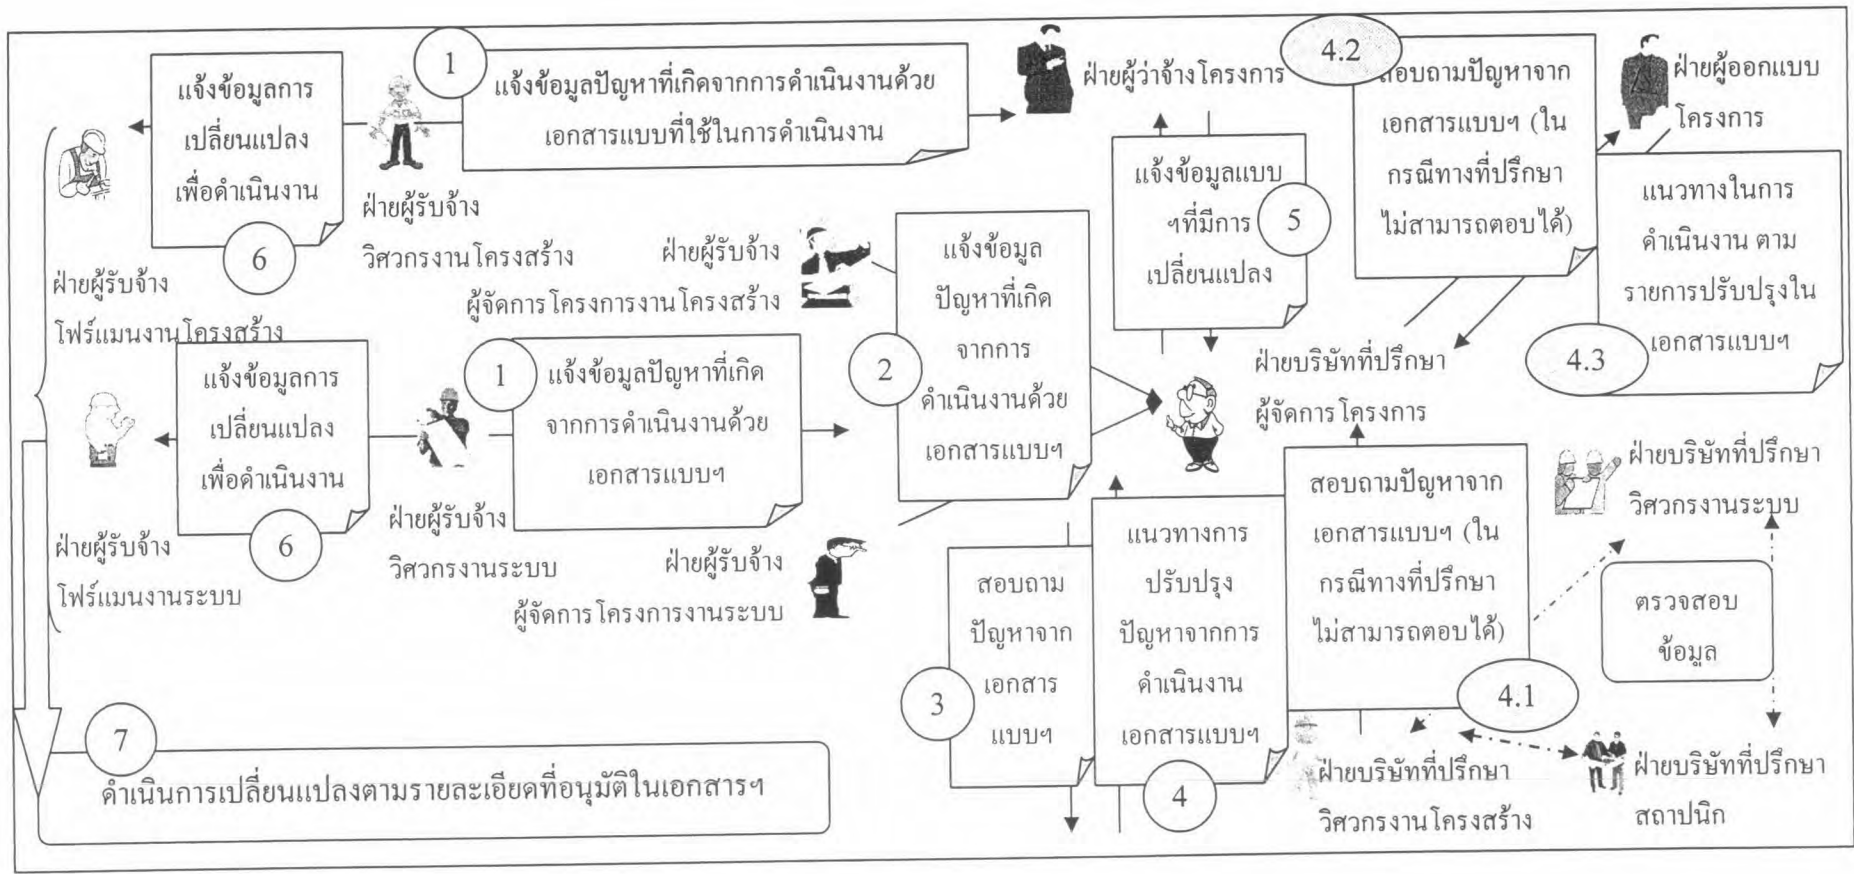 1
แจ้งข้อมูลปัญหาที่เกิดจากการดำเนินงานด้วย
เอกสารแบบที่ใช้ในการดำเนินงาน
แจ้งข้อมูลการ
เปลี่ยนแปลง
เพื่อดำเนินงาน
6
ฝ่ายผู้รับจ้าง
โฟร์แมนงานโครงสร้าง
ฝ่ายผู้รับจ้าง
วิศวกรงานโครงสร้าง
ฝ่ายผู้ว่าจ้างโครงการ
4.2
สอบถามปัญหาจาก
เอกสารแบบฯ (ใน
กรณีทางที่ปรึกษา
ไม่สามารถตอบได้)
ฝ่ายผู้ออกแบบ
โครงการ
แนวทางในการ
ดำเนินงาน ตาม
รายการปรับปรุงใน
เอกสารแบบฯ
4.3
แจ้งข้อมูลแบบ
ฯที่มีการ
เปลี่ยนแปลง
5
ฝ่ายผู้รับจ้าง
ผู้จัดการโครงการงานโครงสร้าง
2
แจ้งข้อมูล
ปัญหาที่เกิด
จากการ
ดำเนินงานด้วย
เอกสารแบบฯ
ฝ่ายบริษัทที่ปรึกษา
ผู้จัดการโครงการ
แจ้งข้อมูลการ
เปลี่ยนแปลง
เพื่อดำเนินงาน
6
1
แจ้งข้อมูลปัญหาที่เกิด
จากการดำเนินงานด้วย
เอกสารแบบฯ
ฝ่ายผู้รับจ้าง
โฟร์แมนงานระบบ
ฝ่ายผู้รับจ้าง
วิศวกรงานระบบ
ฝ่ายผู้รับจ้าง
ผู้จัดการโครงการงานระบบ
3
สอบถาม
ปัญหาจาก
เอกสาร
แบบฯ
แนวทางการ
ปรับปรุง
ปัญหาจากการ
ดำเนินงาน
เอกสารแบบฯ
4
สอบถามปัญหาจาก
เอกสารแบบฯ (ใน
กรณีทางที่ปรึกษา
ไม่สามารถตอบได้)
4.1
ฝ่ายบริษัทที่ปรึกษา
วิศวกรงานระบบ
ตรวจสอบ
ข้อมูล
ฝ่ายบริษัทที่ปรึกษา
วิศวกรงานโครงสร้าง
ฝ่ายบริษัทที่ปรึกษา
สถาปนิก
7
ดำเนินการเปลี่ยนแปลงตามรายละเอียดที่อนุมัติในเอกสารฯ